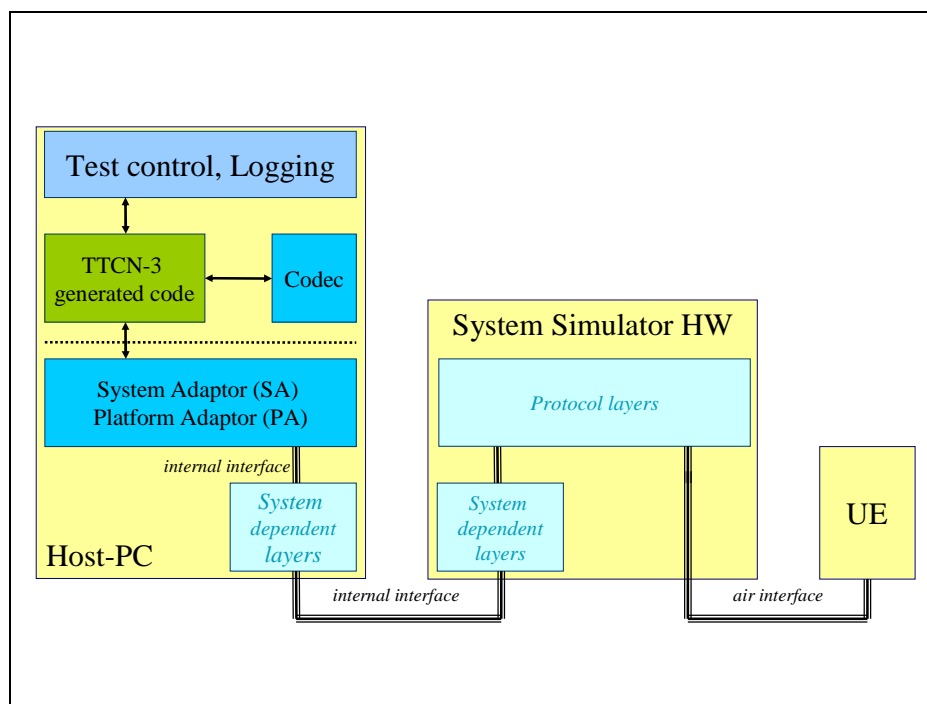 Test control, Logging
TTCN-3
generated code
Codec
System Adaptor (SA)
Platform Adaptor (PA)
internal interface
System
dependent
layers
Host-PC
internal interface
System Simulator HW
Protocol layers
System
dependent
layers
air interface
UE